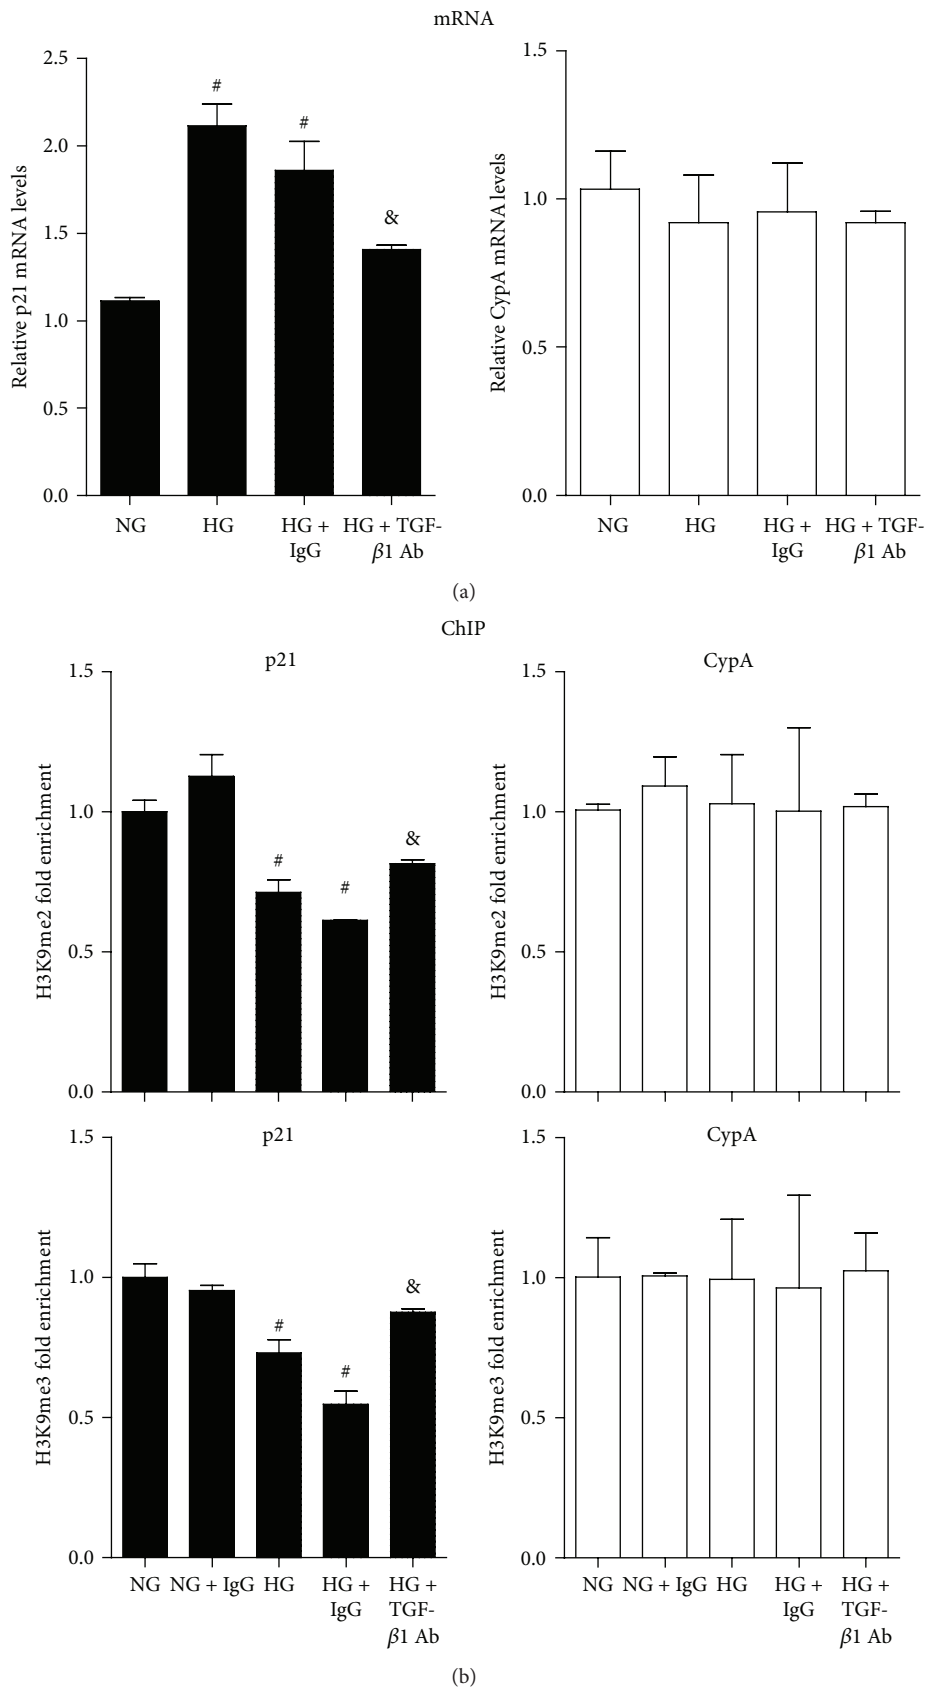 mRNA
Relative p21 mRNA levels
2.5
#
#
2.0
&
1.5
1.0
0.5
0.0
NG HG HG + IgG HG + TGF-β1 Ab
Relative CypA mRNA levels
1.5
1.0
0.5
0.0
NG HG HG + IgG HG + TGF-β1 Ab
(a)
ChIP
p21
H3K9me2 fold enrichment
1.5
1.0
&
#
#
0.5
0.0
CypA
H3K9me2 fold enrichment
1.5
1.0
0.5
0.0
p21
H3K9me3 fold enrichment
1.5
1.0
&
#
#
0.5
0.0
NG NG + IgG HG HG + IgG HG + TGF-β1 Ab
CypA
H3K9me3 fold enrichment
1.5
1.0
0.5
0.0
NG NG + IgG HG HG + IgG HG + TGF-β1 Ab
(b)